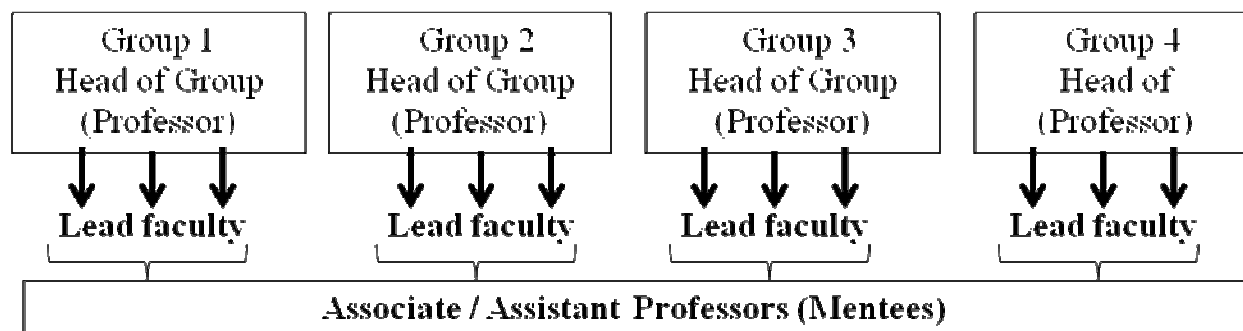 Group 1
Head of Group
(Professor)
Group 2
Head of Group
(Professor)
Group 3
Head of Group
(Professor)
Group 4
Head of
(Professor)
Lead faculty
Lead faculty
Lead faculty
Lead faculty
Associate / Assistant Professors (Mentees)